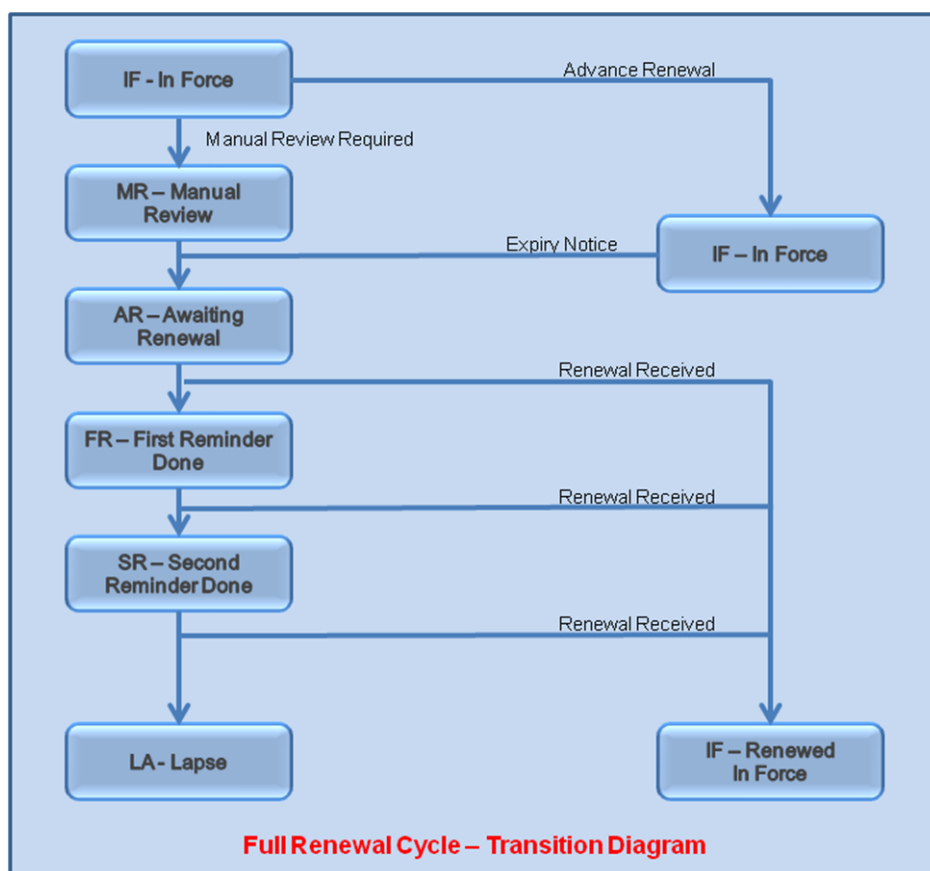 IF - In Force
Advance Renewal
Manual Review Required
MR – Manual
Review
Expiry Notice
IF – In Force
AR – Awaiting
Renewal
Renewal Received
FR – First Reminder
Done
Renewal Received
SR – Second
Reminder Done
Renewal Received
LA - Lapse
IF – Renewed
In Force
Full Renewal Cycle – Transition Diagram